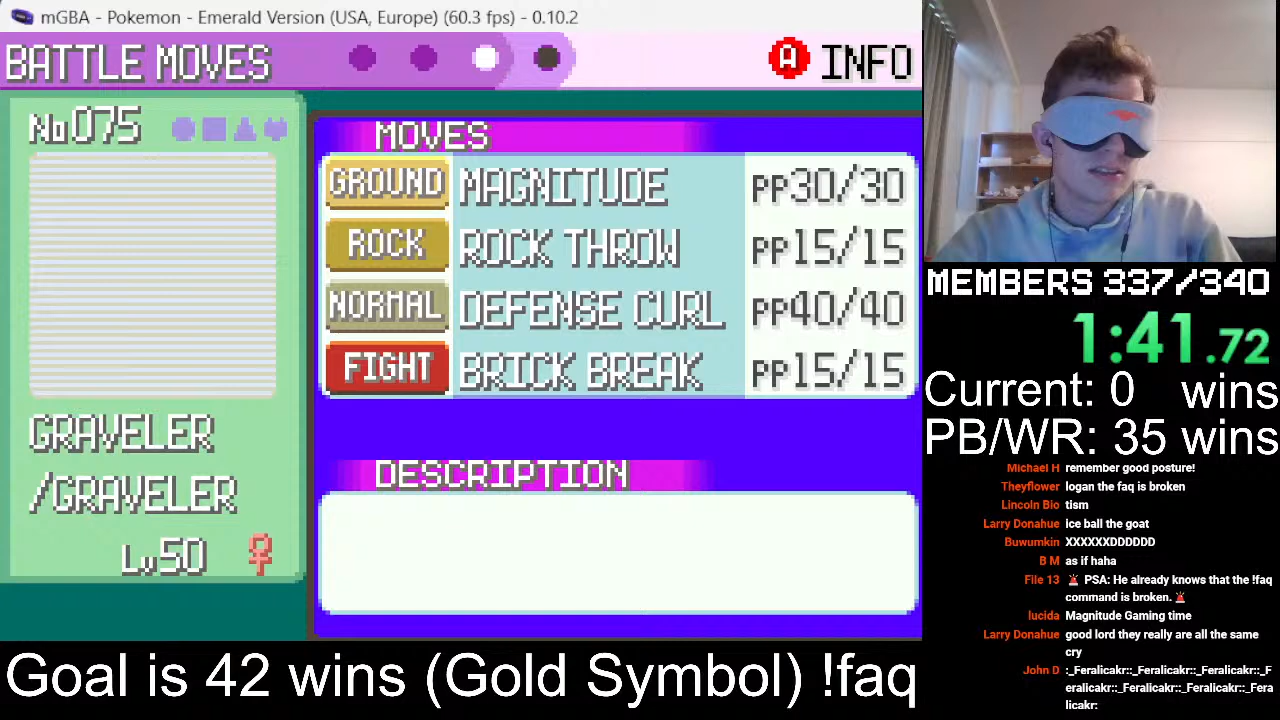 mGBA - Pokemon - Emerald Version (USA, Europe) (60.3 fps) - 0.10.2
BATTLE MOVES
A INFO
No075
MOVES
GROUND MAGNITUDE PP30/30
ROCK ROCK THROW PP15/15
NORMAL DEFENSE CURL PP40/40
FIGHT BRICK BREAK PP15/15
GRAVELER
/GRAVELER
Lv50 ♀
DESCRIPTION
MEMBERS 337/340
1:41.72
Current: 0 wins
PB/WR: 35 wins
Michael H remember good posture!
Theyflower logan the faq is broken
Lincoln Bio tism
Larry Donahue ice ball the goat
Buwumkin XXXXXXDDDDDD
B M as if haha
File 13 🚨 PSA: He already knows that the !faq
command is broken. 🚨
lucida Magnitude Gaming time
Larry Donahue good lord they really are all the same
cry
John D :_Feralicakr::_Feralicakr::_Feralicakr::_F
eralicakr::_Feralicakr::_Feralicakr::_Fera
licakr:
Goal is 42 wins (Gold Symbol) !faq